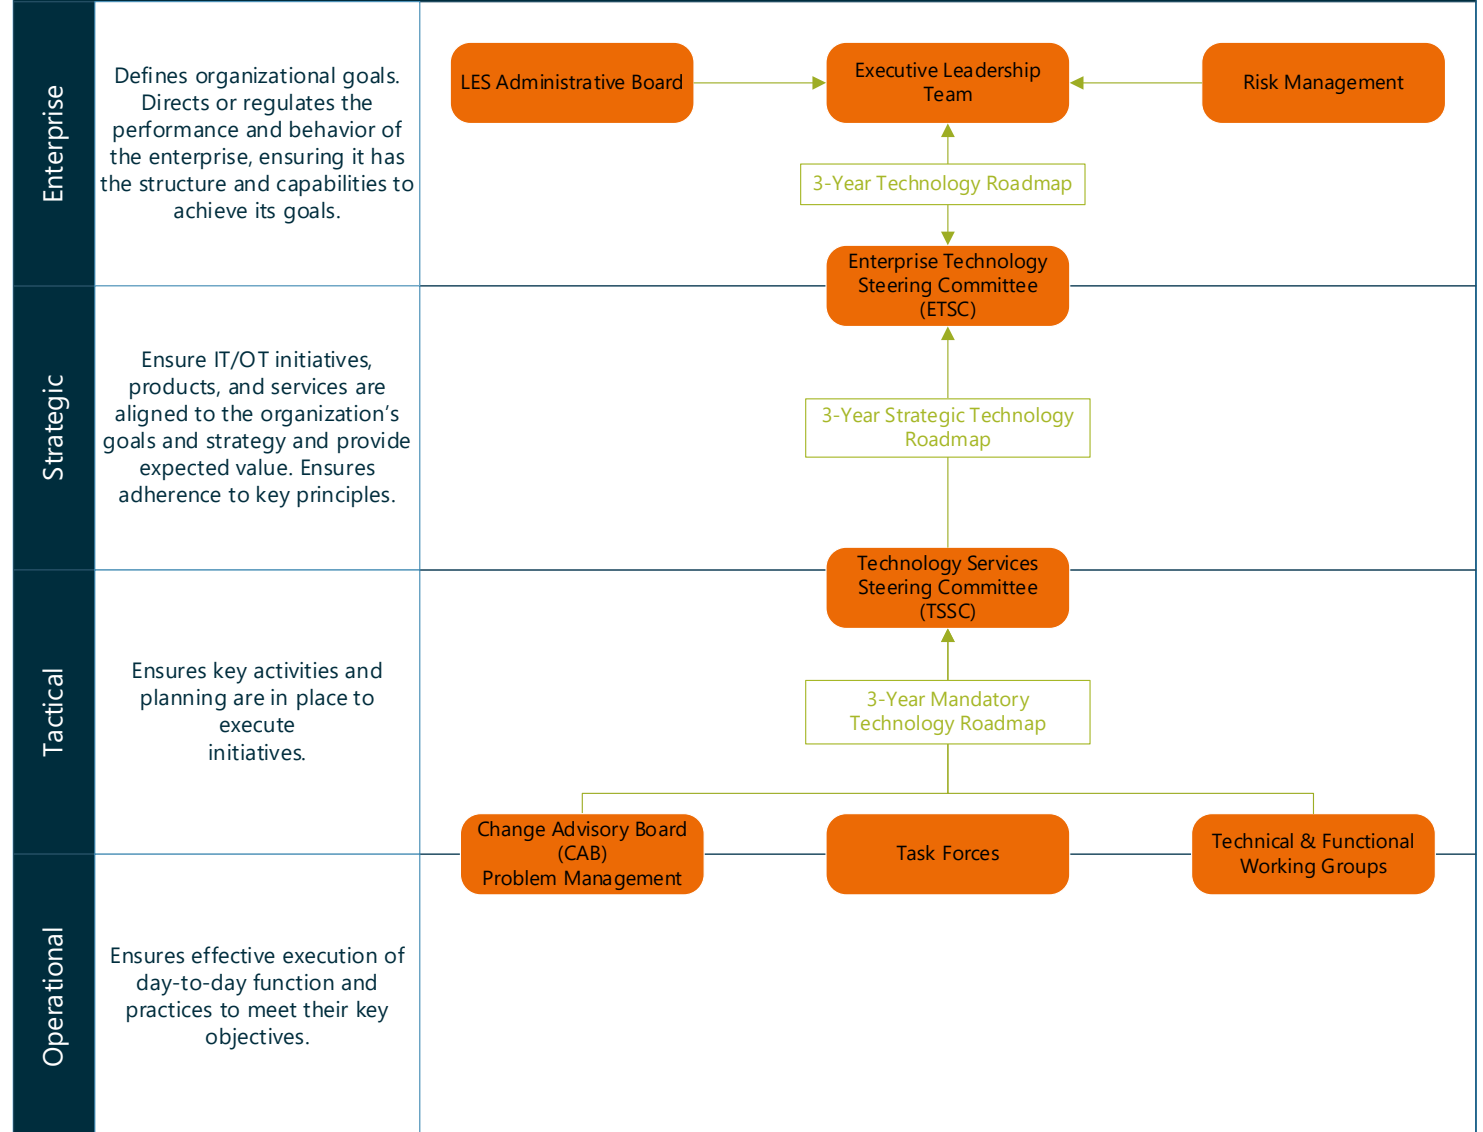 Enterprise
Defines organizational goals.
Directs or regulates the
performance and behavior of
the enterprise, ensuring it has
the structure and capabilities to
achieve its goals.
LES Administrative Board
Executive Leadership
Team
Risk Management
3-Year Technology Roadmap
Enterprise Technology
Steering Committee
(ETSC)
Strategic
Ensure IT/OT initiatives,
products, and services are
aligned to the organization’s
goals and strategy and provide
expected value. Ensures
adherence to key principles.
3-Year Strategic Technology
Roadmap
Technology Services
Steering Committee
(TSSC)
Tactical
Ensures key activities and
planning are in place to
execute
initiatives.
3-Year Mandatory
Technology Roadmap
Change Advisory Board
(CAB)
Problem Management
Task Forces
Technical & Functional
Working Groups
Operational
Ensures effective execution of
day-to-day function and
practices to meet their key
objectives.